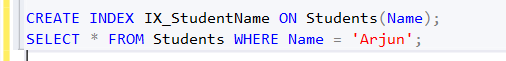 CREATE INDEX IX_StudentName ON Students(Name);
SELECT * FROM Students WHERE Name = 'Arjun';